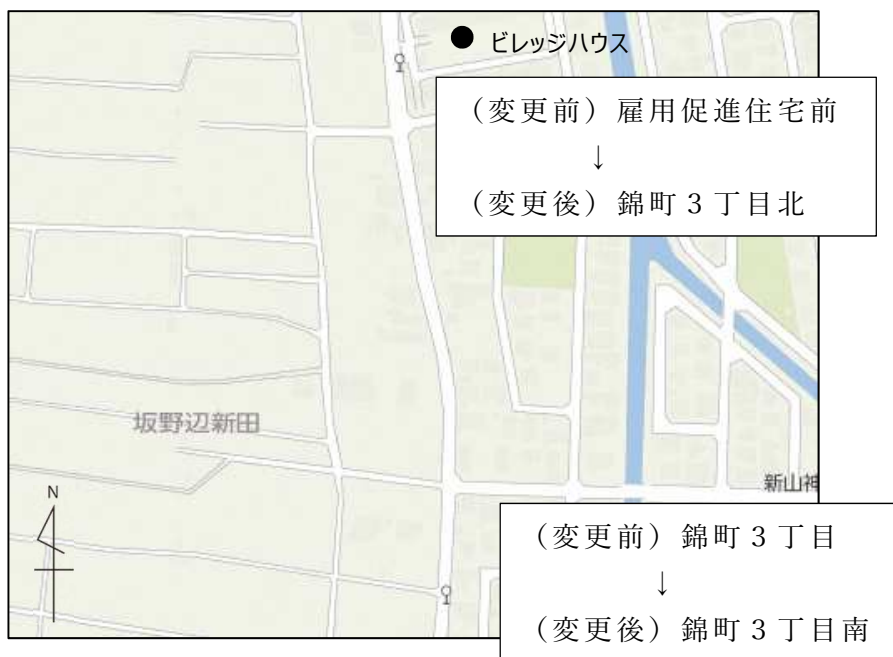 ビレッジハウス
（変更前）雇用促進住宅前
↓
（変更後）錦町３丁目北
坂野辺新田
新山神
N
（変更前）錦町３丁目
↓
（変更後）錦町３丁目南